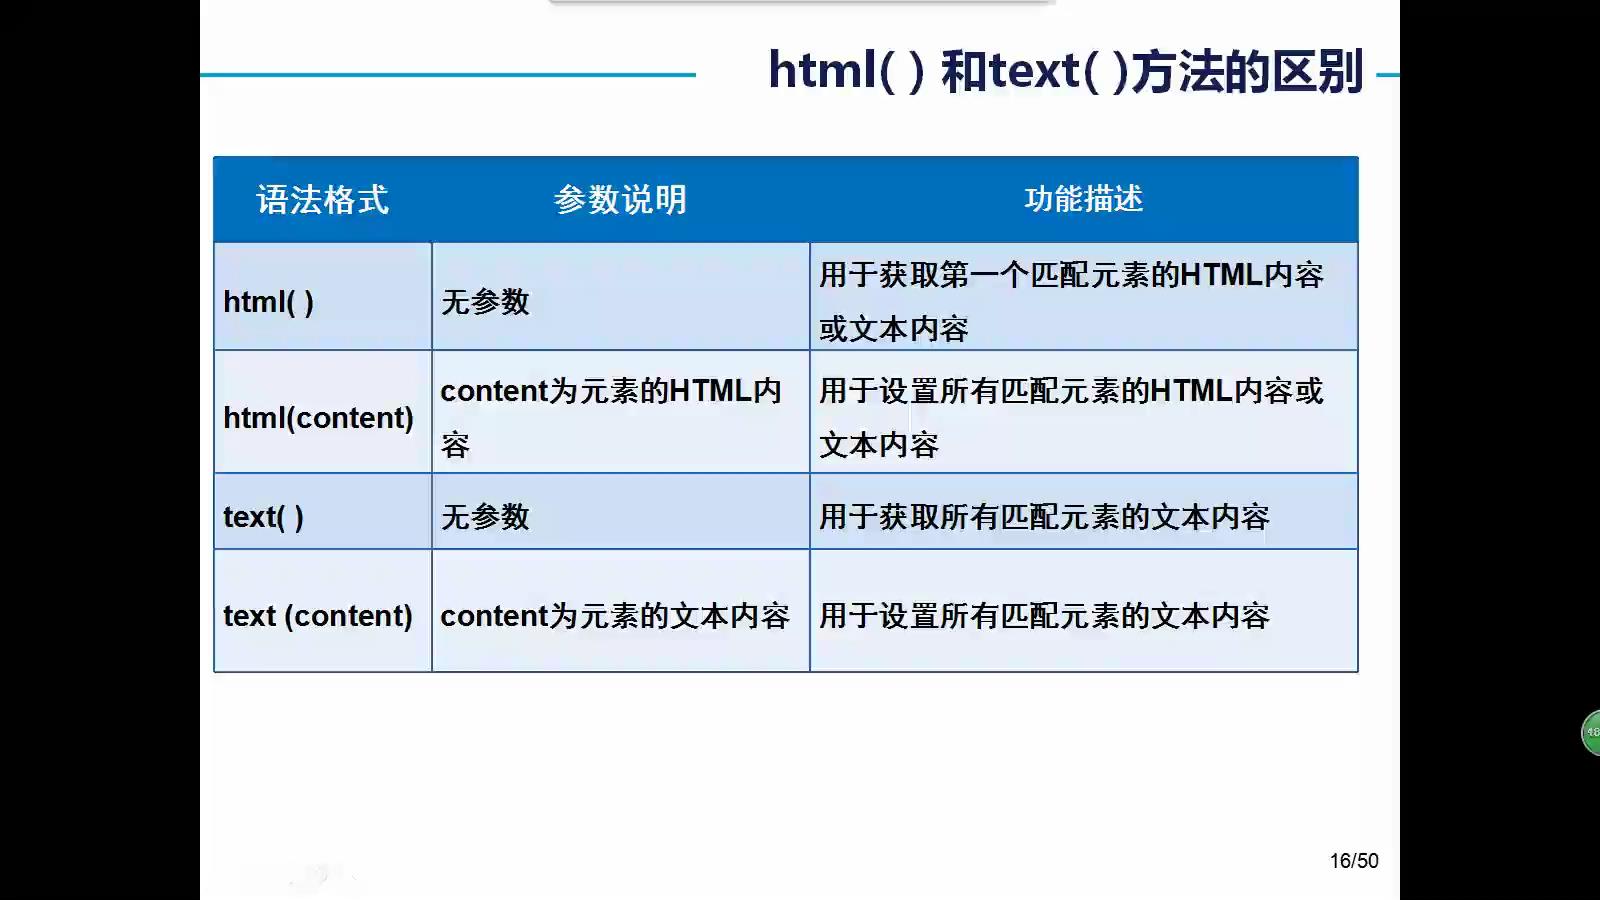 html( ) 和text( )方法的区别
语法格式 参数说明 功能描述
html( ) 无参数 用于获取第一个匹配元素的HTML内容
或文本内容
html(content) content为元素的HTML内
容
用于设置所有匹配元素的HTML内容或
文本内容
text( ) 无参数 用于获取所有匹配元素的文本内容
text (content) content为元素的文本内容 用于设置所有匹配元素的文本内容
16/50